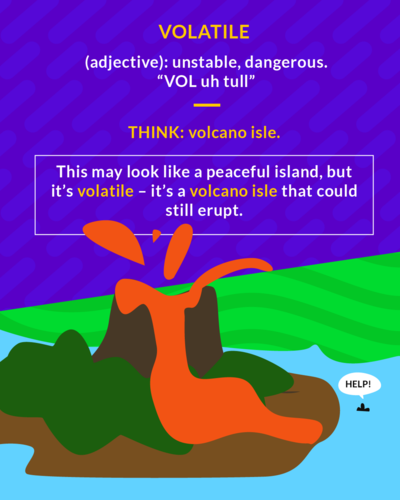 VOLATILE
(adjective): unstable, dangerous.
“VOL uh tull”
THINK: volcano isle.
This may look like a peaceful island, but
it’s volatile – it’s a volcano isle that could
still erupt.
HELP!